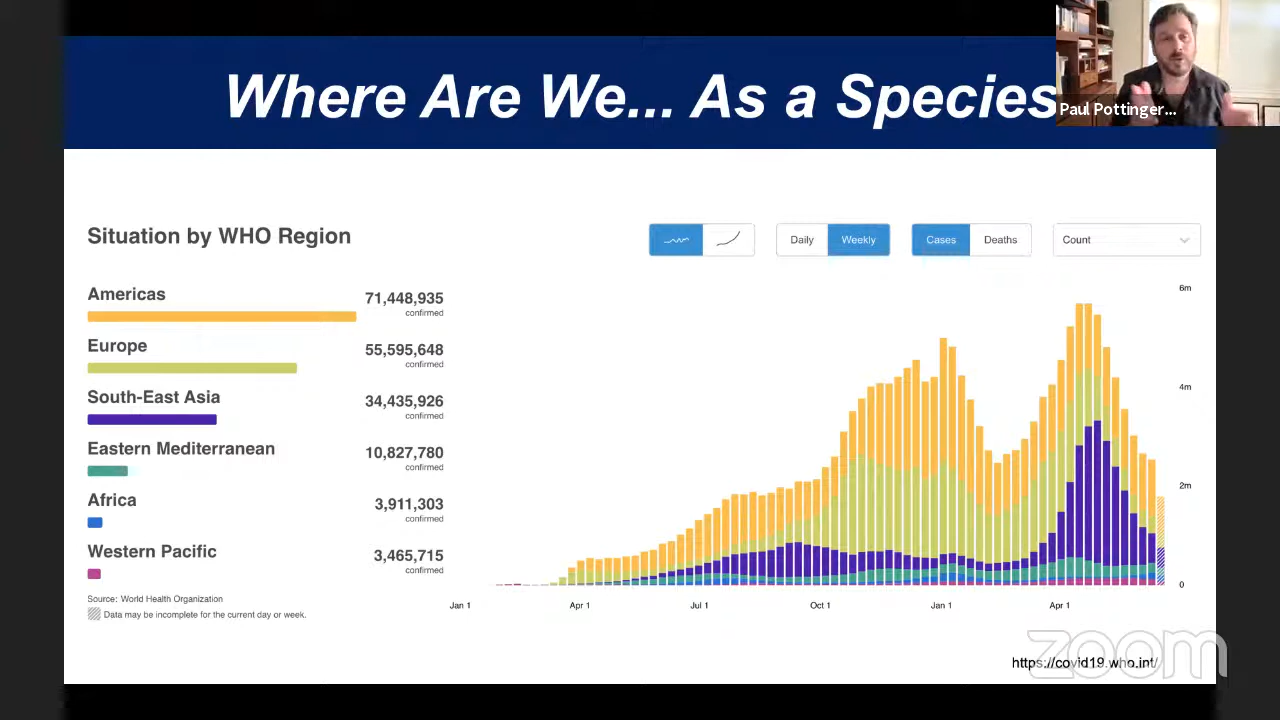 Where Are We... As a Species
Paul Pottinger...
Situation by WHO Region
Daily
Weekly
Cases
Deaths
Count
Americas
71,448,935
confirmed
Europe
55,595,648
confirmed
South-East Asia
34,435,926
confirmed
Eastern Mediterranean
10,827,780
confirmed
Africa
3,911,303
confirmed
Western Pacific
3,465,715
confirmed
Source: World Health Organization
Data may be incomplete for the current day or week.
6m
4m
2m
0
Jan 1
Apr 1
Jul 1
Oct 1
Jan 1
Apr 1
https://covid19.who.int/
zoom